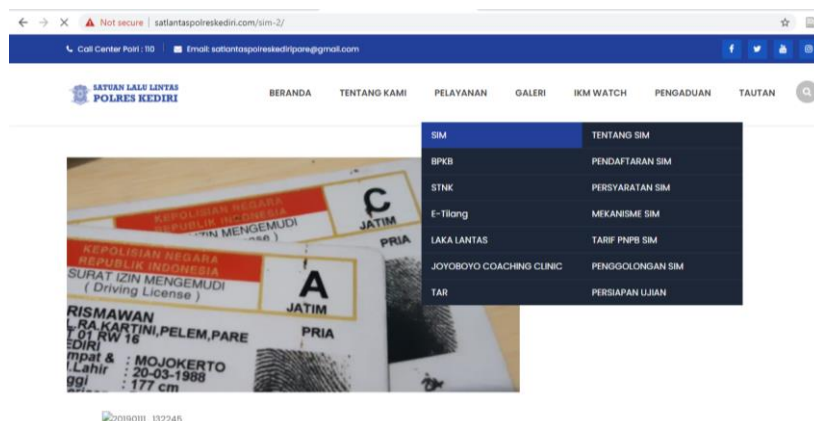 Not secure | satlantaspolreskediri.com/sim-2/
Call Center Polri : 110 Email: satlantaspolreskediripare@gmail.com
SATUAN LALU LINTAS
POLRES KEDIRI
BERANDA TENTANG KAMI PELAYANAN GALERI IKM WATCH PENGADUAN TAUTAN
SIM TENTANG SIM
BPKB PENDAFTARAN SIM
STNK PERSYARATAN SIM
E-Tilang MEKANISME SIM
LAKA LANTAS TARIF PNPB SIM
JOYOBOYO COACHING CLINIC PENGGOLONGAN SIM
TAR PERSIAPAN UJIAN
KEPOLISIAN NEGARA
REPUBLIK INDONESIA
C
JATIM
PRIA
KEPOLISIAN NEGARA
REPUBLIK INDONESIA
SURAT IZIN MENGEMUDI
( Driving License )
A
JATIM
RISMAWAN
RA.KARTINI,PELEM,PARE
T 01 RW 16
EDIRI
PRIA
mpat & : MOJOKERTO
.Lahir : 20-03-1988
ggi : 177 cm
20190111_132245